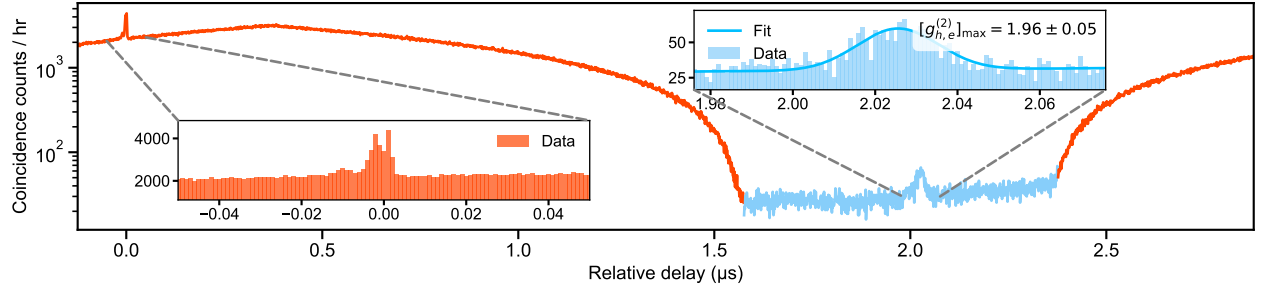 Coincidence counts / hr
10³
10²
Fit
Data
[g_{h,e}^{(2)}]_{max} = 1.96 ± 0.05
50
25
1.98 2.00 2.02 2.04 2.06
4000
2000
Data
−0.04 −0.02 0.00 0.02 0.04
0.0 0.5 1.0 1.5 2.0 2.5
Relative delay (μs)